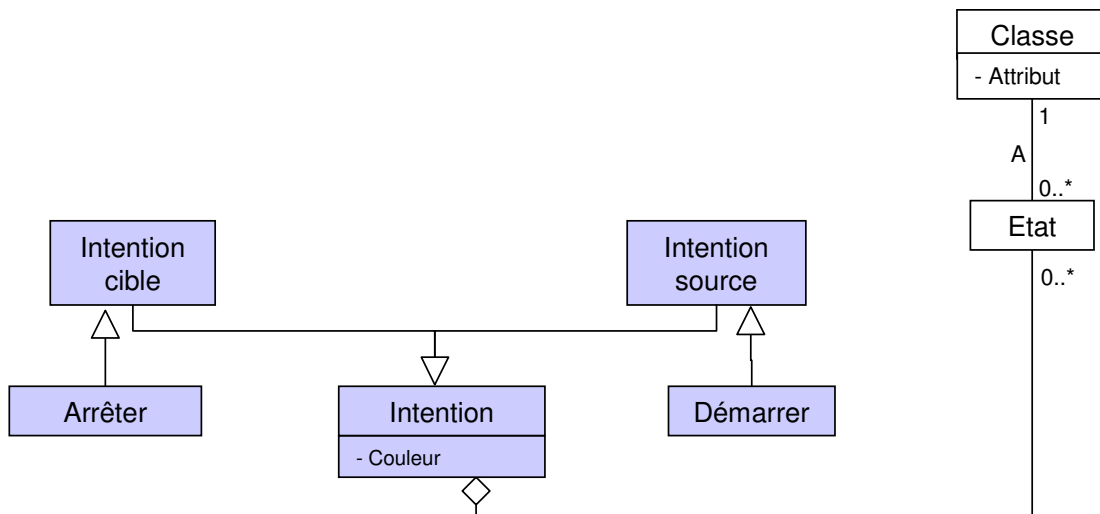 Classe
- Attribut
1
A
0..*
Intention
cible
Intention
source
Etat
0..*
Arrêter
Intention
Démarrer
- Couleur